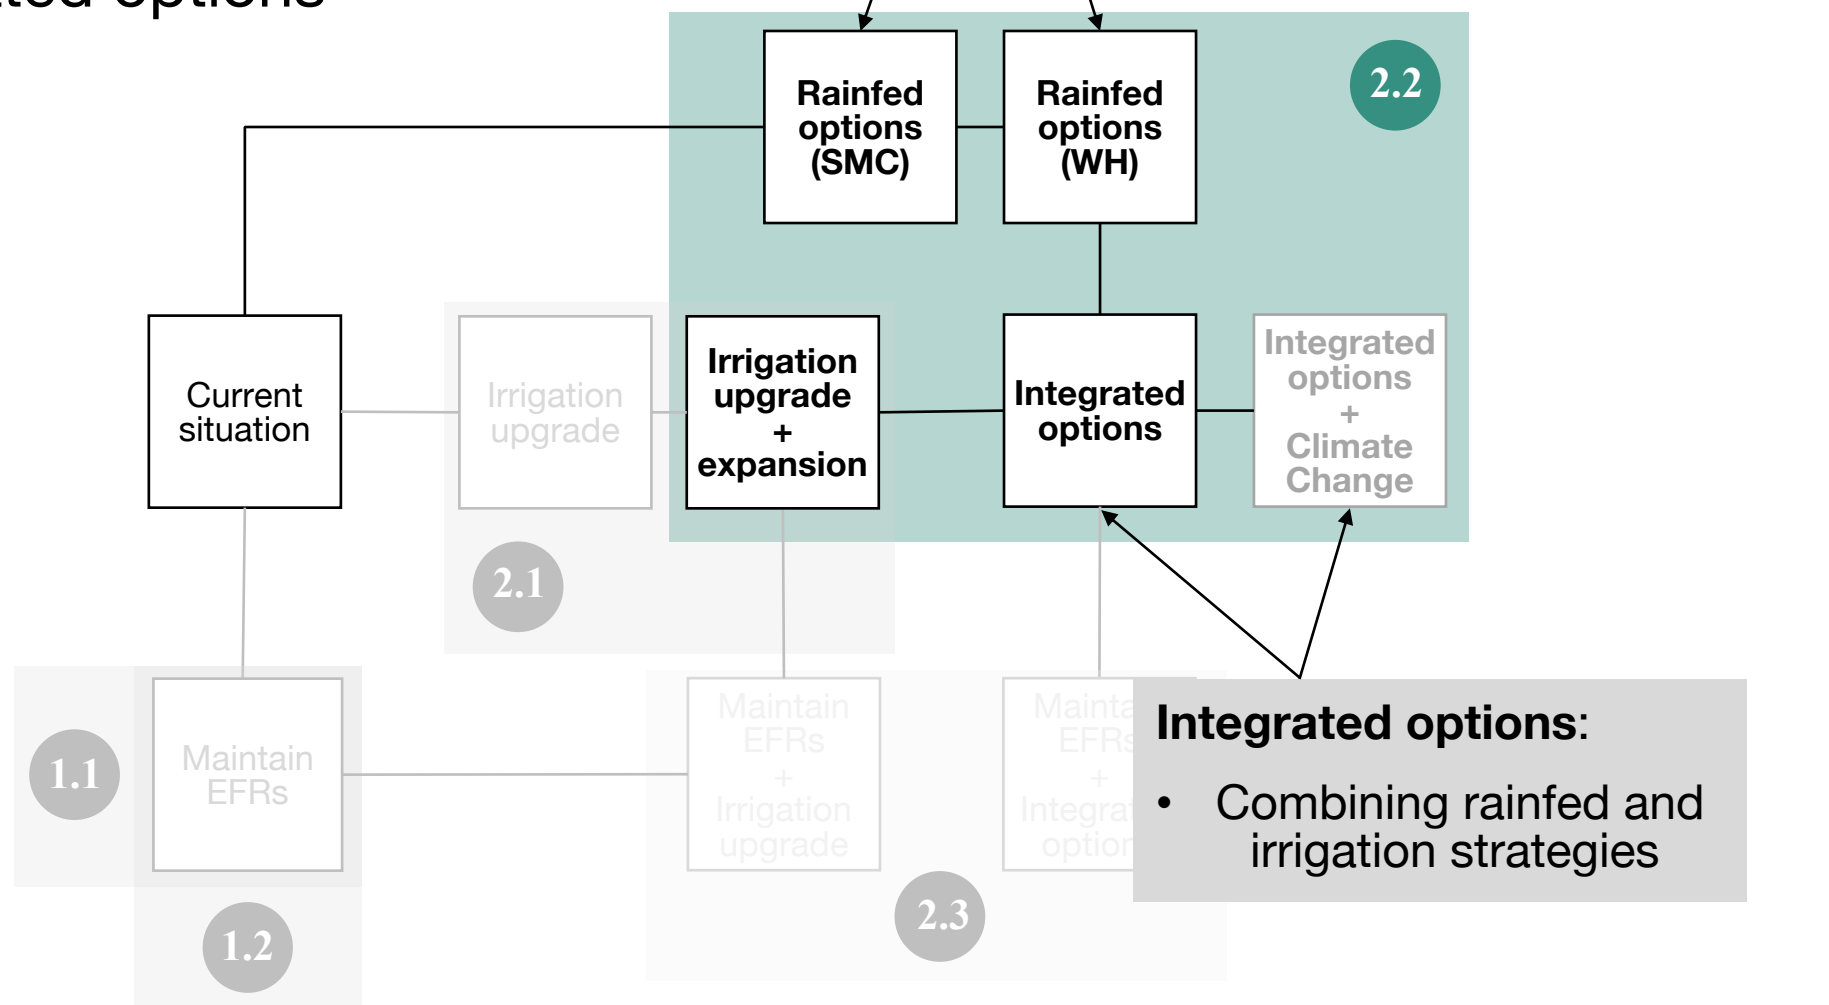 options
Rainfed
options
(SMC)
Rainfed
options
(WH)
2.2
Current
situation
Irrigation
upgrade
Irrigation
upgrade
+
expansion
Integrated
options
Integrated
options
+
Climate
Change
2.1
1.1
Maintain
EFRs
Maintain
EFRs
+
Irrigation
upgrade
EFRs
+
Integrated options:
• Combining rainfed and
irrigation strategies
2.3
1.2